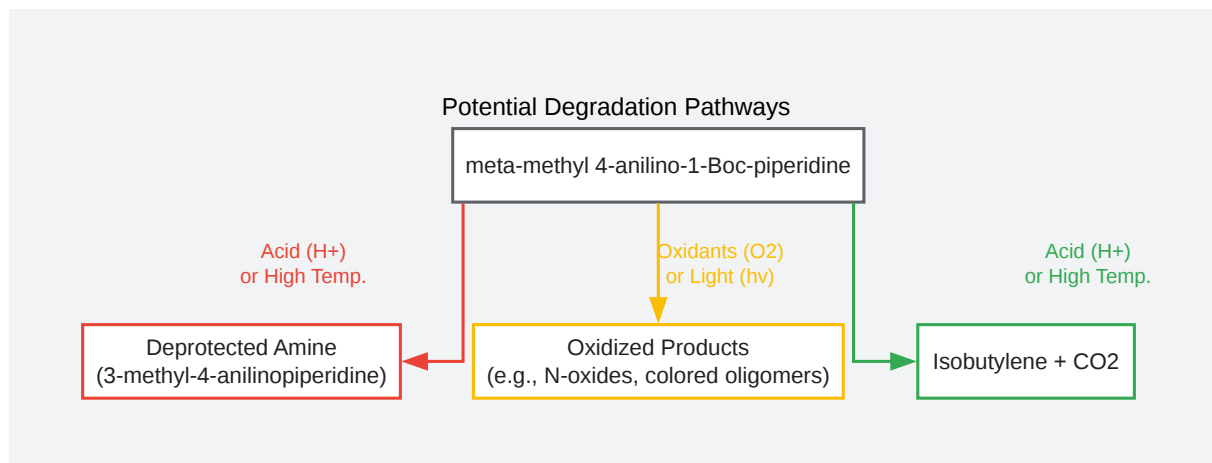 Potential Degradation Pathways
meta-methyl 4-anilino-1-Boc-piperidine
Acid (H+)
or High Temp.
Oxidants (O2)
or Light (hv)
Acid (H+)
or High Temp.
Deprotected Amine
(3-methyl-4-anilinopiperidine)
Oxidized Products
(e.g., N-oxides, colored oligomers)
Isobutylene + CO2